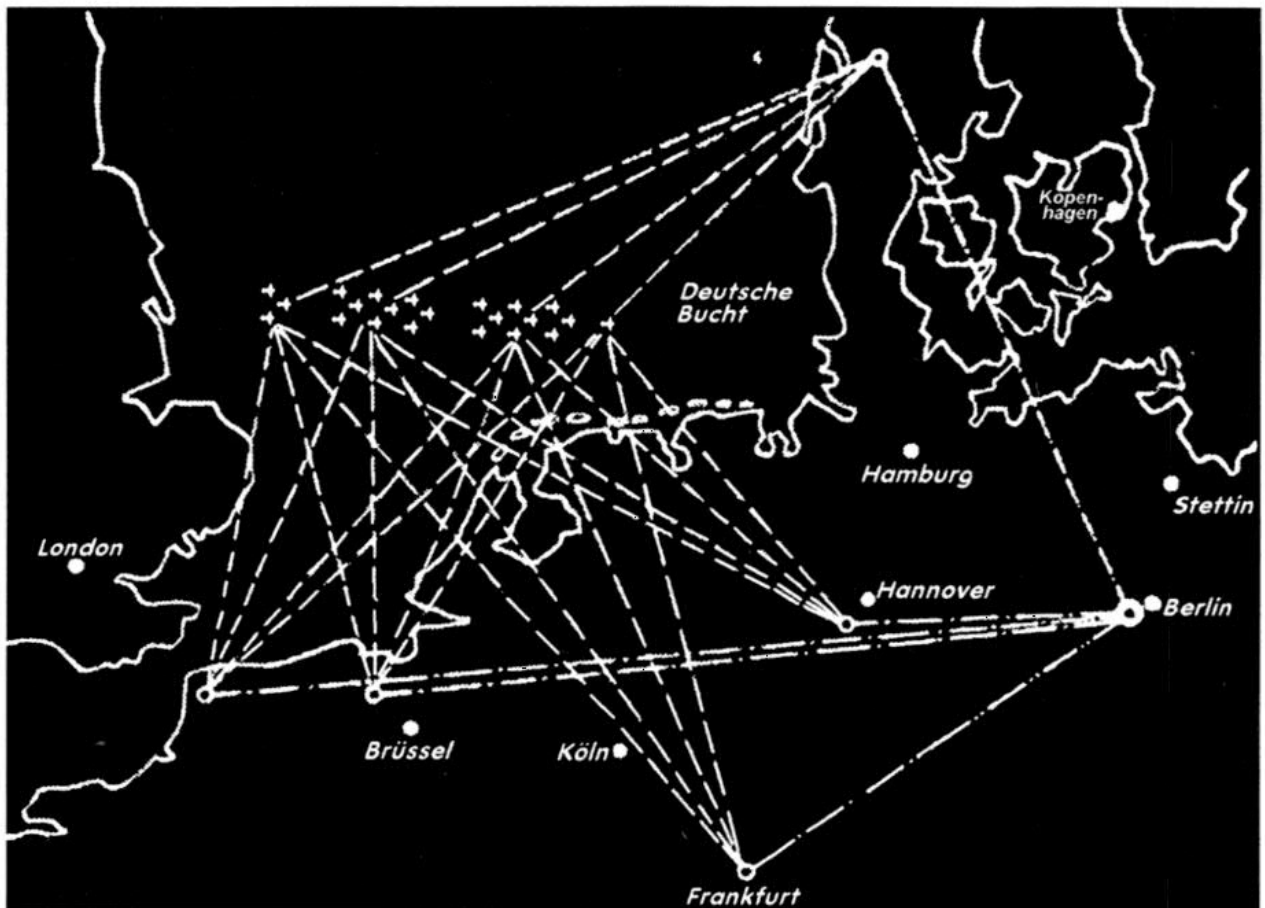 Kopen-
hagen
Deutsche
Bucht
Hamburg
Stettin
London
Hannover
Berlin
Brüssel
Köln
Frankfurt